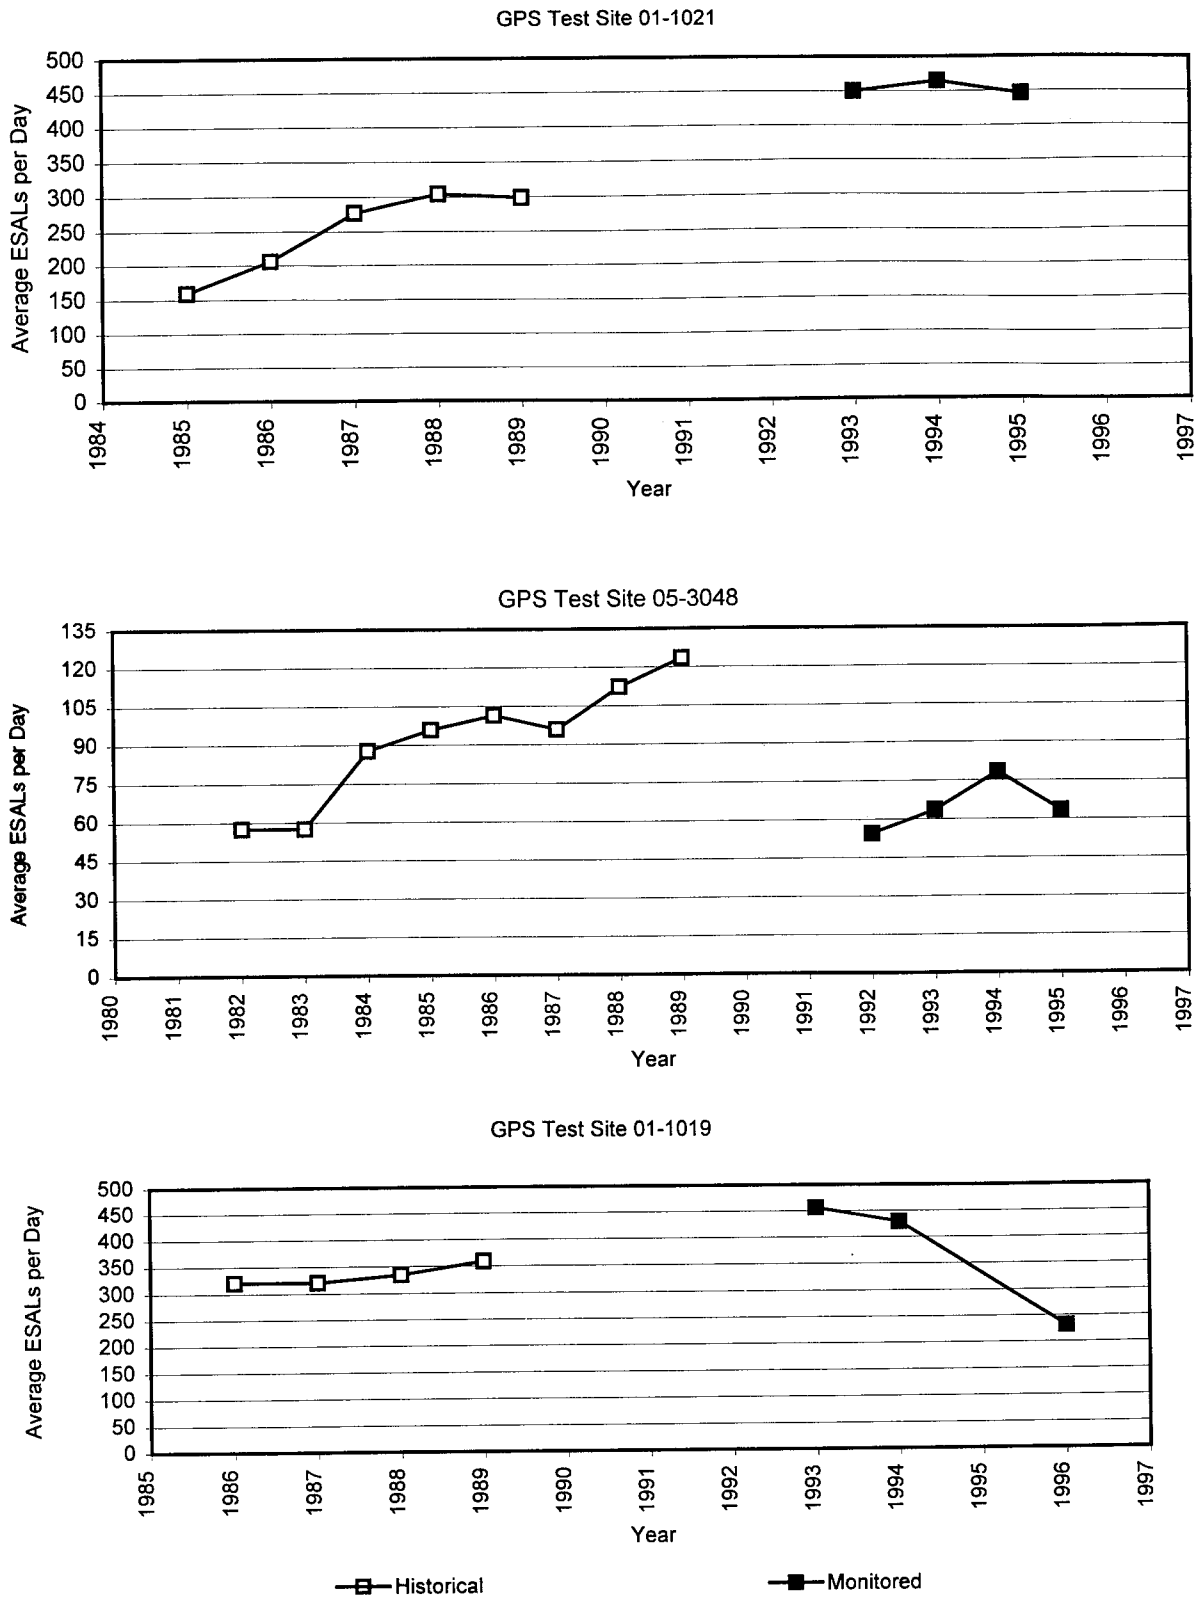 GPS Test Site 01-1021
Average ESALs per Day
500
450
400
350
300
250
200
150
100
50
0
1984 1985 1986 1987 1988 1989 1990 1991 1992 1993 1994 1995 1996 1997
Year
GPS Test Site 05-3048
Average ESALs per Day
135
120
105
90
75
60
45
30
15
0
1980 1981 1982 1983 1984 1985 1986 1987 1988 1989 1990 1991 1992 1993 1994 1995 1996 1997
Year
GPS Test Site 01-1019
Average ESALs per Day
500
450
400
350
300
250
200
150
100
50
0
1985 1986 1987 1988 1989 1990 1991 1992 1993 1994 1995 1996 1997
Year
Historical Monitored